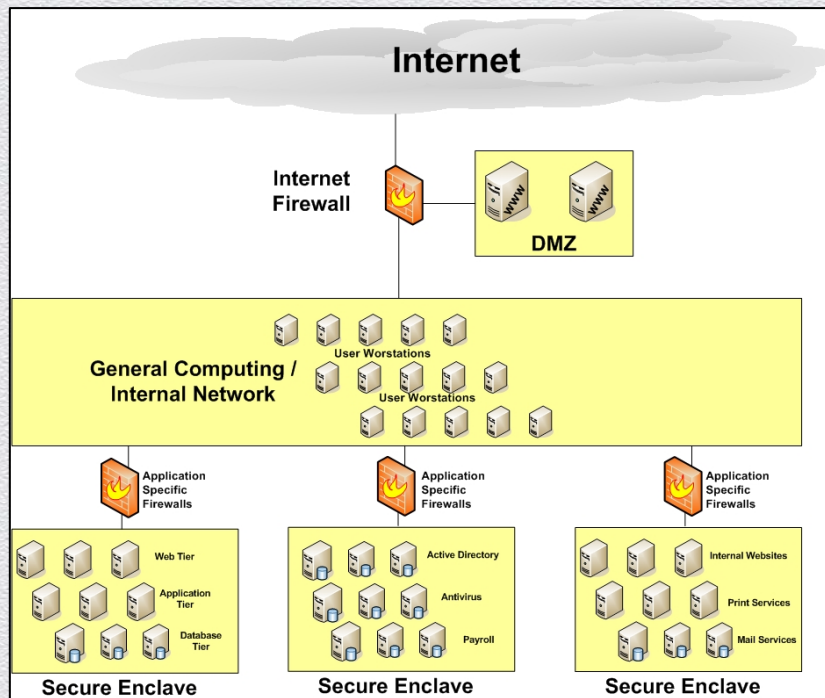 Internet
Internet
Firewall
WWW
WWW
DMZ
User Worstations
General Computing /
Internal Network
User Worstations
Application
Specific
Firewalls
Application
Specific
Firewalls
Application
Specific
Firewalls
Web Tier
Application
Tier
Database
Tier
Secure Enclave
Active Directory
Antivirus
Payroll
Secure Enclave
Internal Websites
Print Services
Mail Services
Secure Enclave